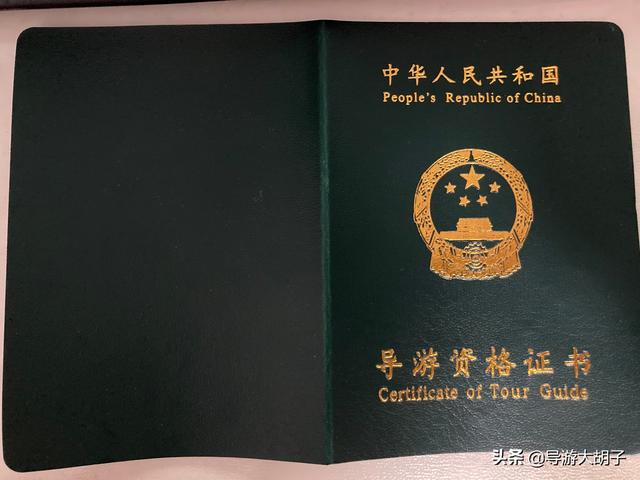 中华人民共和国
People's Republic of China
导游资格证书
Certificate of Tour Guide
头条 @导游大胡子